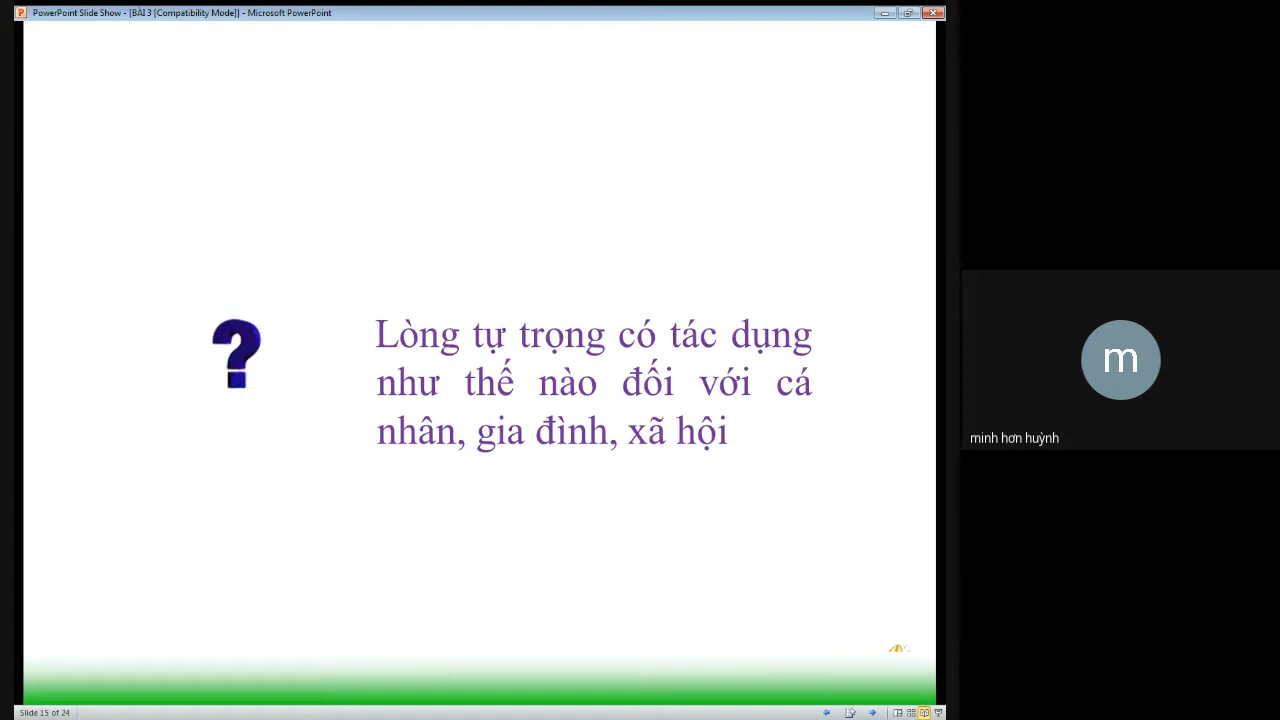 PowerPoint Slide Show - [BÀI 3 [Compatibility Mode]] - Microsoft PowerPoint
?
Lòng tự trọng có tác dụng
như thế nào đối với cá
nhân, gia đình, xã hội
m
minh hơn huỳnh
Slide 15 of 24